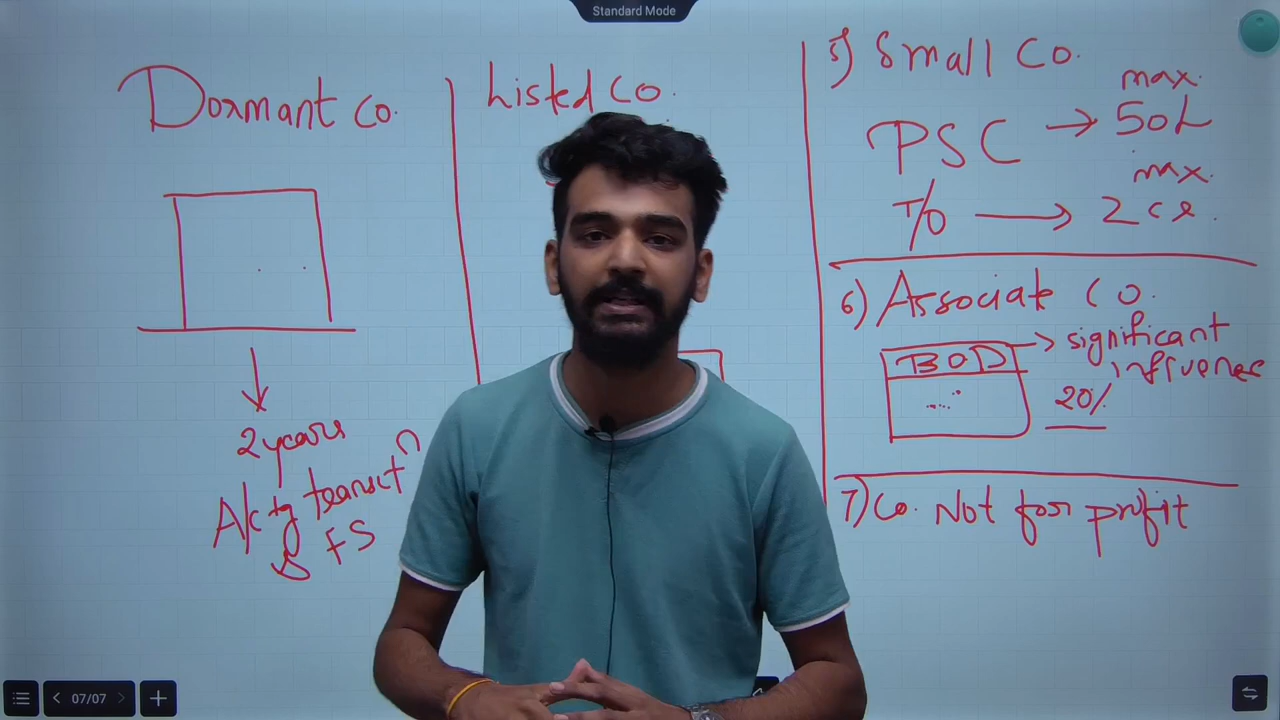 Standard Mode
Dormant Co.
2 years
A/c tg transact n
& FS
Listed Co.
5) Small Co.
max.
PSC → 50L
max.
T/O → 2 cr.
6) Associate Co.
BOD → significant
influence
20%
7) Co. Not for profit
07/07